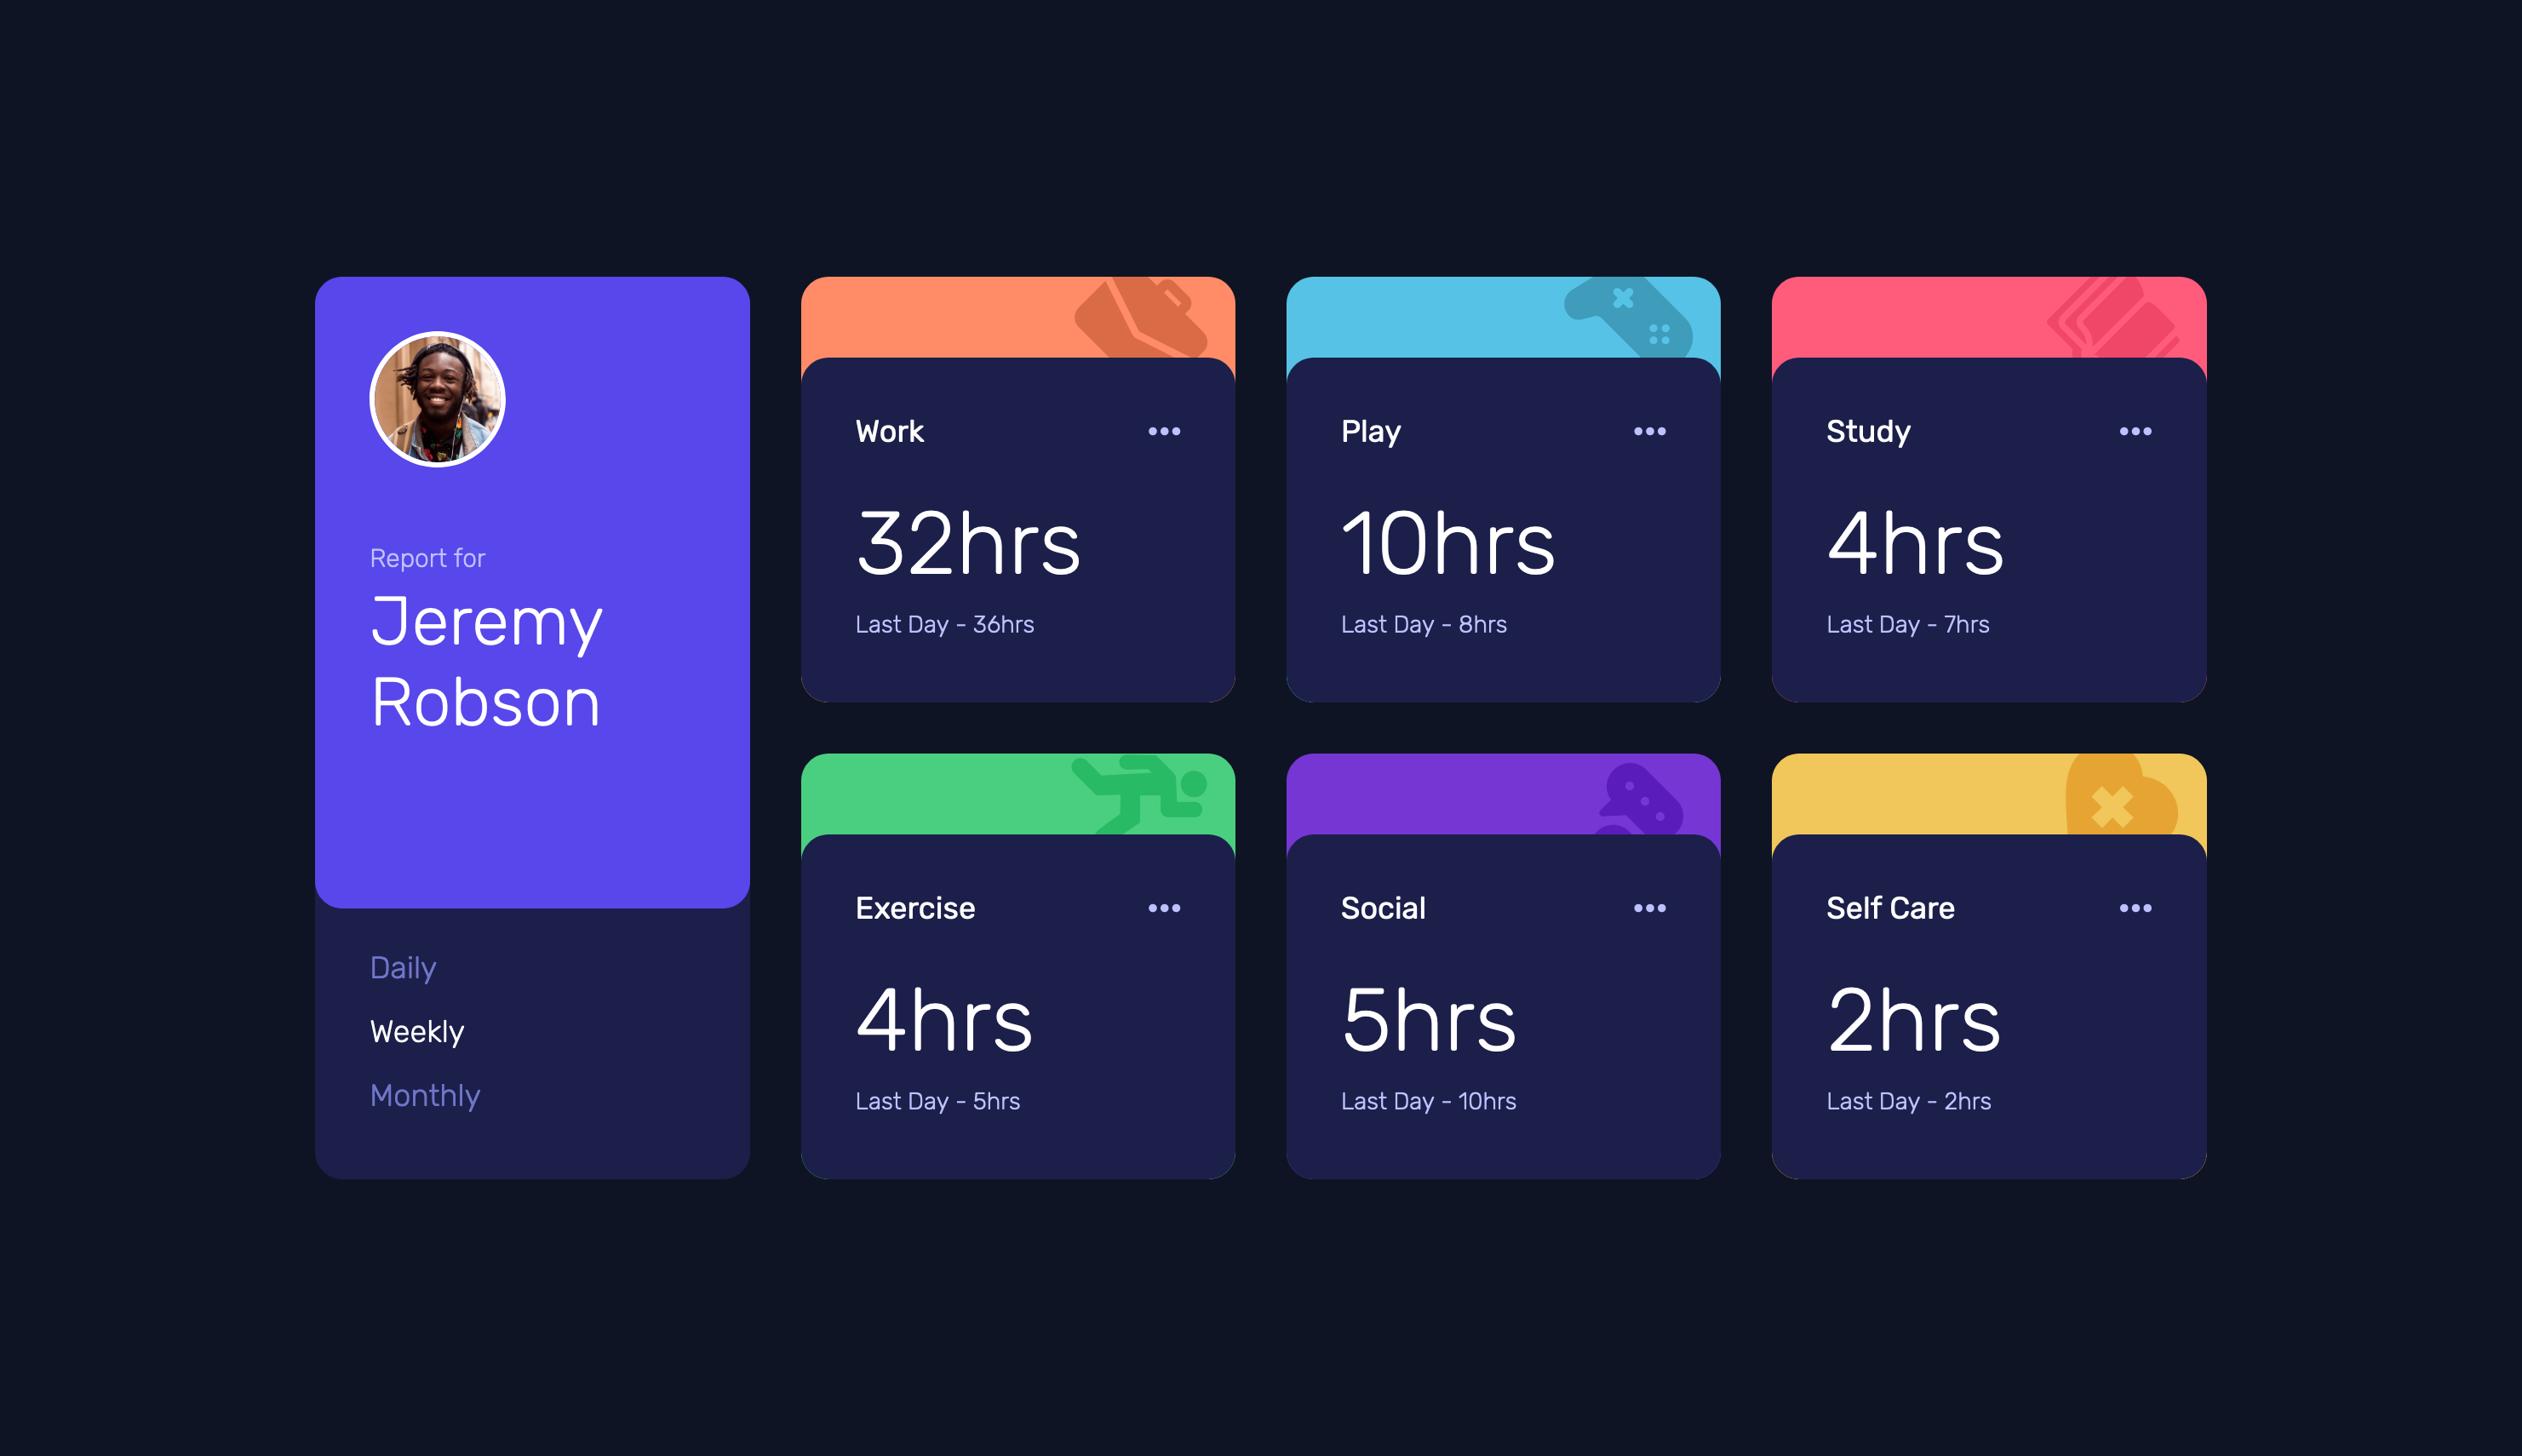 Report for
Jeremy
Robson
Daily
Weekly
Monthly
Work
32hrs
Last Day - 36hrs
Play
10hrs
Last Day - 8hrs
Study
4hrs
Last Day - 7hrs
Exercise
4hrs
Last Day - 5hrs
Social
5hrs
Last Day - 10hrs
Self Care
2hrs
Last Day - 2hrs